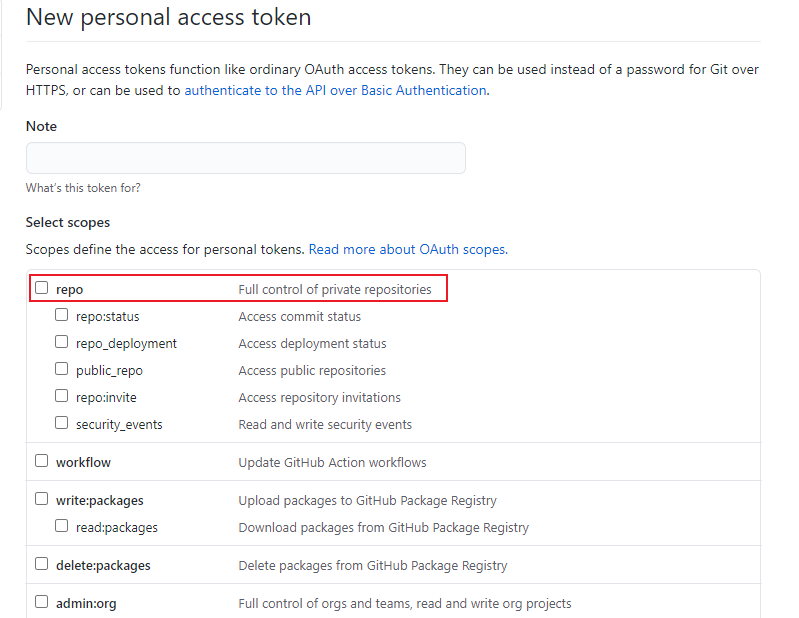 New personal access token
Personal access tokens function like ordinary OAuth access tokens. They can be used instead of a password for Git over
HTTPS, or can be used to authenticate to the API over Basic Authentication.
Note
What's this token for?
Select scopes
Scopes define the access for personal tokens. Read more about OAuth scopes.
repo Full control of private repositories
repo:status Access commit status
repo_deployment Access deployment status
public_repo Access public repositories
repo:invite Access repository invitations
security_events Read and write security events
workflow Update GitHub Action workflows
write:packages Upload packages to GitHub Package Registry
read:packages Download packages from GitHub Package Registry
delete:packages Delete packages from GitHub Package Registry
admin:org Full control of orgs and teams, read and write org projects